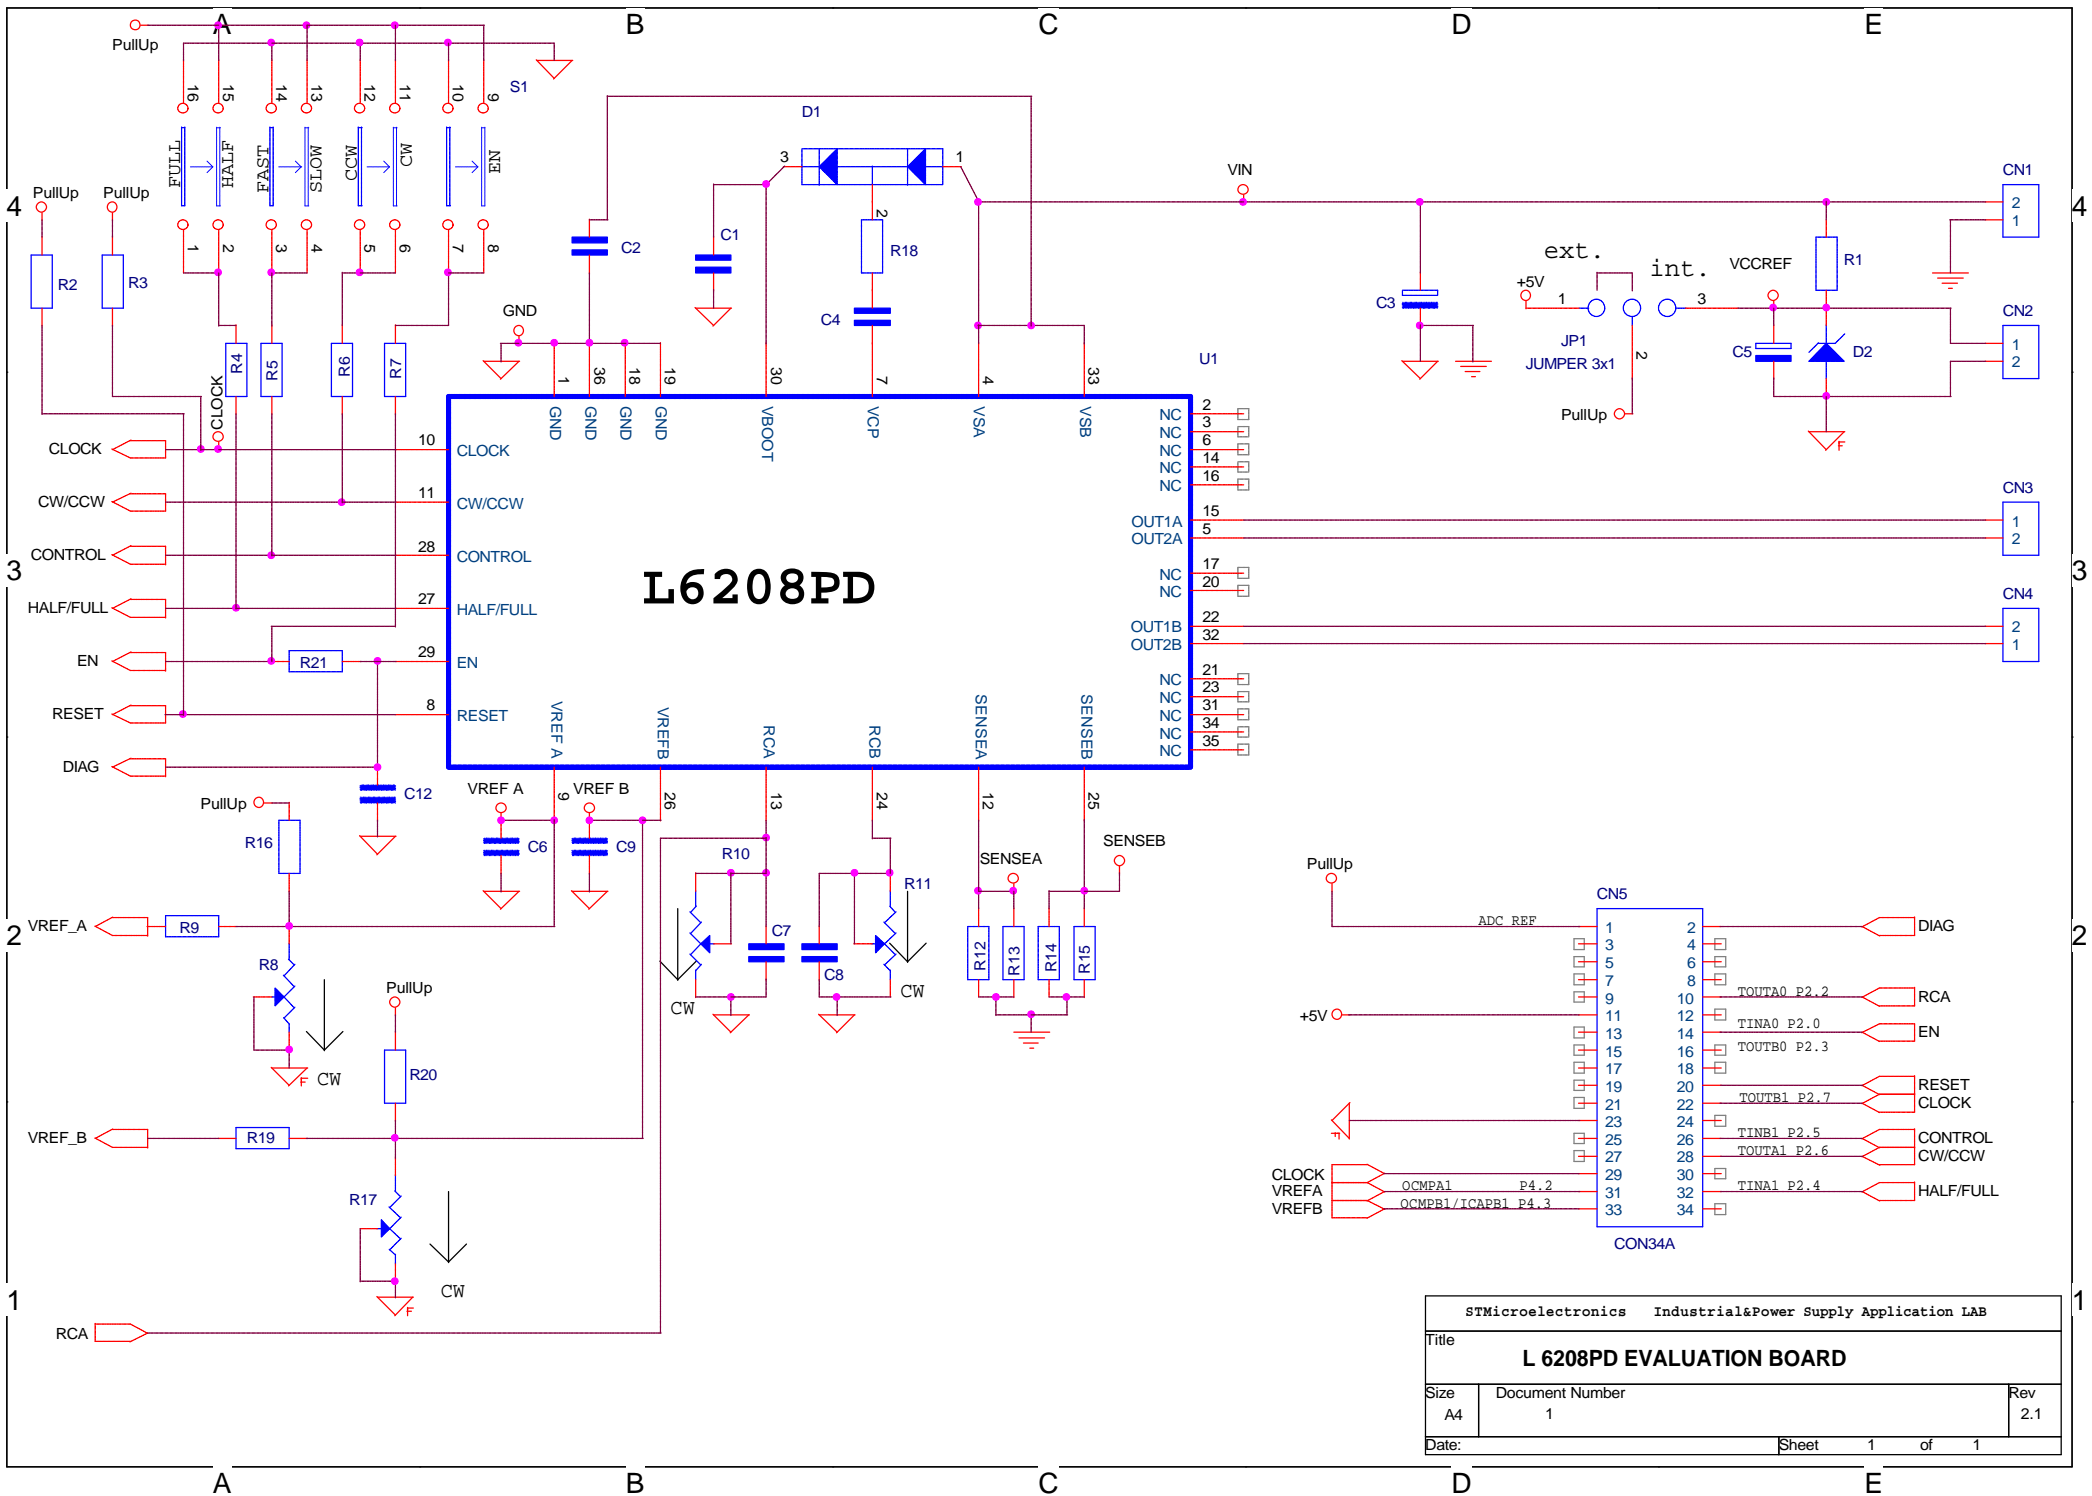 A B C D E
PullUp
S1
16 15 14 13 12 11 10 9
FULL HALF FAST SLOW CCW CW EN
1 2 3 4 5 6 7 8
D1
3 1
2
R18
VIN
CN1
2
1
4 4
PullUp PullUp
R2 R3
C2 C1
C4
C3
ext. int.
+5V
1 3
2
JP1
JUMPER 3x1
PullUp
VCCREF
R1
C5 D2
CN2
1
2
GND
R4 R5 R6 R7
CLOCK
U1
1 36 18 19 30 7 4 33
GND GND GND GND VBOOT VCP VSA VSB
CLOCK 10 CLOCK
CW/CCW 11 CW/CCW
CONTROL 28 CONTROL
HALF/FULL 27 HALF/FULL
EN R21 29 EN
RESET 8 RESET
DIAG
L6208PD
NC 2
NC 3
NC 6
NC 14
NC 16
OUT1A 15
OUT2A 5
NC 17
NC 20
OUT1B 22
OUT2B 32
NC 21
NC 23
NC 31
NC 34
NC 35
CN3
1
2
3 3
CN4
2
1
VREF A VREFB RCA RCB SENSEA SENSEB
9 26 13 24 12 25
C12
VREF A VREF B
C6 C9
PullUp
R16
R10 R11
C7 C8
CW CW
SENSEA SENSEB
R12 R13 R14 R15
2 2
VREF_A R9
R8
F CW
PullUp
R20
VREF_B R19
R17
F CW
RCA
1 1
PullUp
CN5
ADC REF 1 2 DIAG
3 4
5 6
7 8
9 10 TOUTA0 P2.2 RCA
+5V 11 12
13 14 TINA0 P2.0 EN
15 16 TOUTB0 P2.3
17 18
19 20 RESET
21 22 TOUTB1 P2.7 CLOCK
F 23 24
25 26 TINB1 P2.5 CONTROL
27 28 TOUTA1 P2.6 CW/CCW
CLOCK 29 30
VREFA OCMPA1 P4.2 31 32 TINA1 P2.4 HALF/FULL
VREFB OCMPB1/ICAPB1 P4.3 33 34
CON34A
F
STMicroelectronics Industrial&Power Supply Application LAB
Title
L 6208PD EVALUATION BOARD
Size Document Number Rev
A4 1 2.1
Date: Sheet 1 of 1
A B C D E